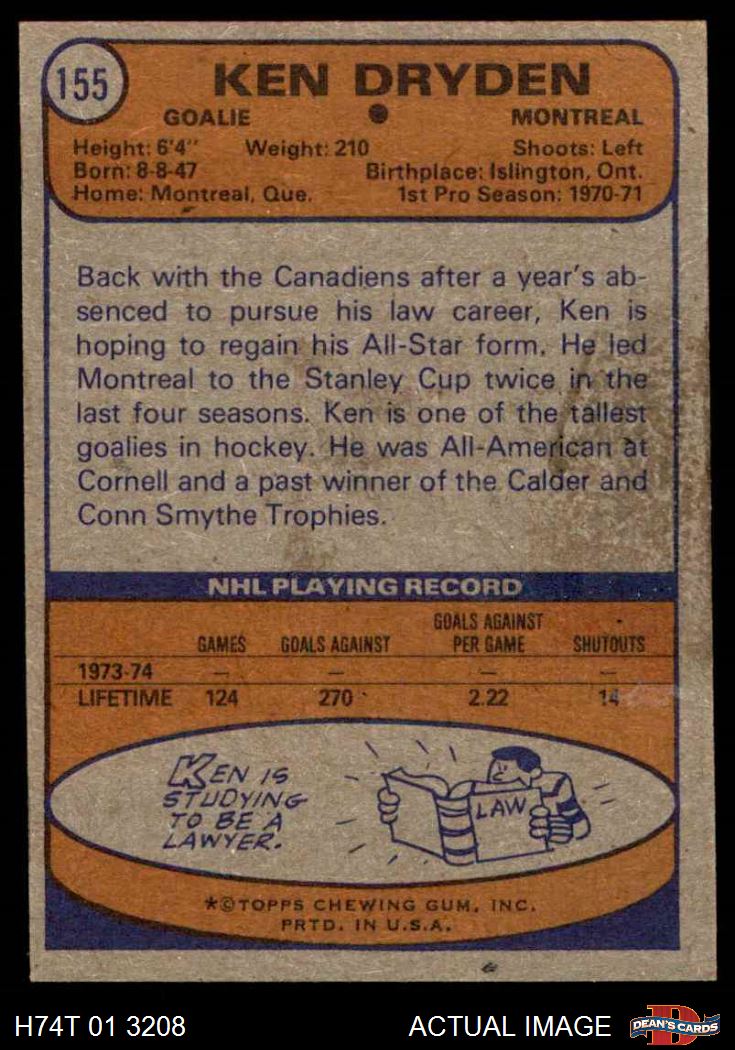 155
KEN DRYDEN
GOALIE
MONTREAL
Height: 6'4" Weight: 210 Shoots: Left
Born: 8-8-47 Birthplace: Islington, Ont.
Home: Montreal, Que. 1st Pro Season: 1970-71
Back with the Canadiens after a year's ab-
senced to pursue his law career, Ken is
hoping to regain his All-Star form. He led
Montreal to the Stanley Cup twice in the
last four seasons. Ken is one of the tallest
goalies in hockey. He was All-American at
Cornell and a past winner of the Calder and
Conn Smythe Trophies.
NHL PLAYING RECORD
GAMES GOALS AGAINST GOALS AGAINST PER GAME SHUTOUTS
1973-74 — — — —
LIFETIME 124 270 2.22 14
KEN IS
STUDYING
TO BE A
LAWYER.
LAW
*©TOPPS CHEWING GUM, INC.
PRTD. IN U.S.A.
H74T 01 3208 ACTUAL IMAGE
D
DEAN'S CARDS